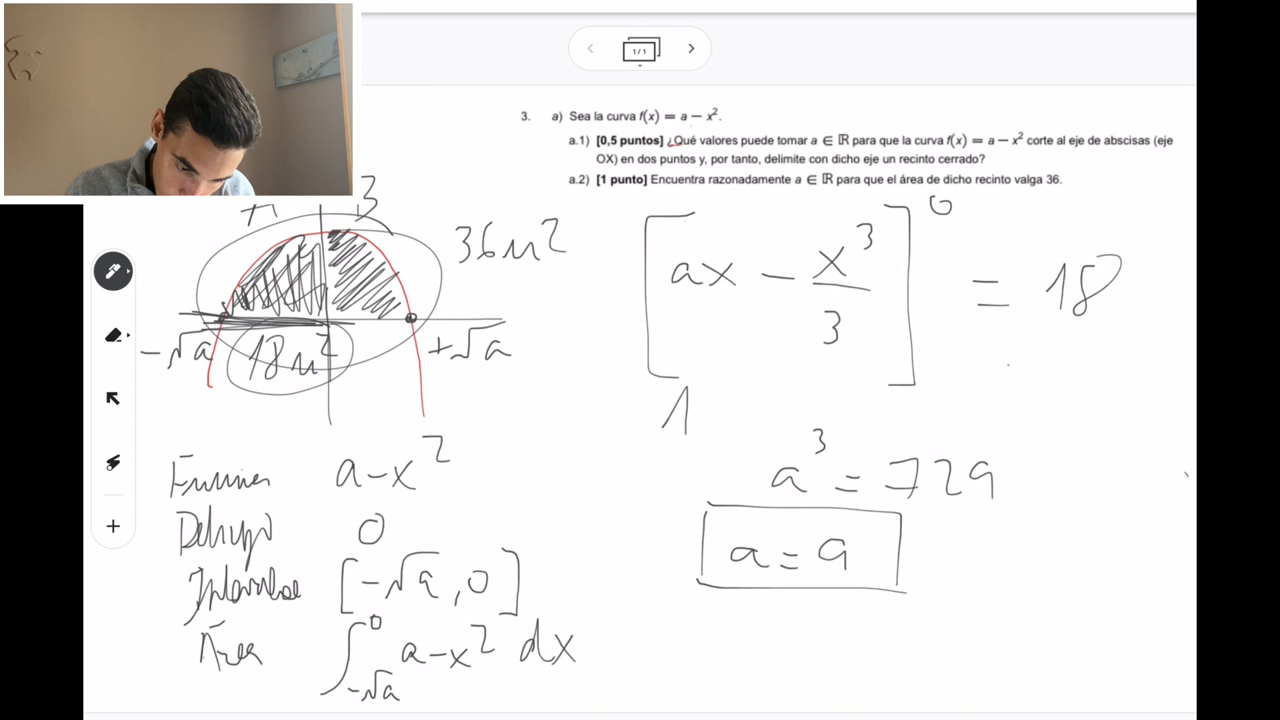 1/1
3. a) Sea la curva f(x) = a − x².
a.1) [0,5 puntos] ¿Qué valores puede tomar a ∈ ℝ para que la curva f(x) = a − x² corte al eje de abscisas (eje
OX) en dos puntos y, por tanto, delimite con dicho eje un recinto cerrado?
a.2) [1 punto] Encuentra razonadamente a ∈ ℝ para que el área de dicho recinto valga 36.
A B
36u²
−√a 18u² +√a
[ax − x³/3]₁⁰ = 18
a − x²
0
[−√a, 0]
Área ∫_{−√a}^{0} a − x² dx
a³ = 729
a = 9
+